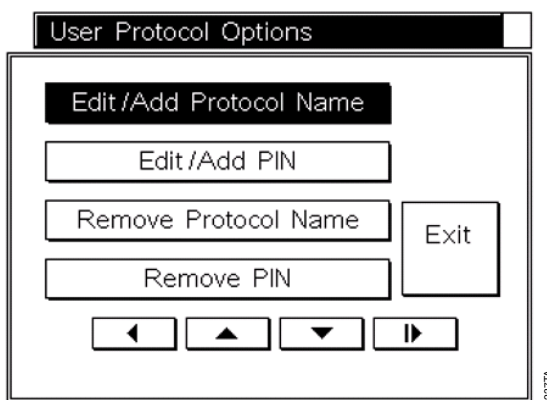 User Protocol Options
Edit/Add Protocol Name
Edit/Add PIN
Remove Protocol Name
Exit
Remove PIN